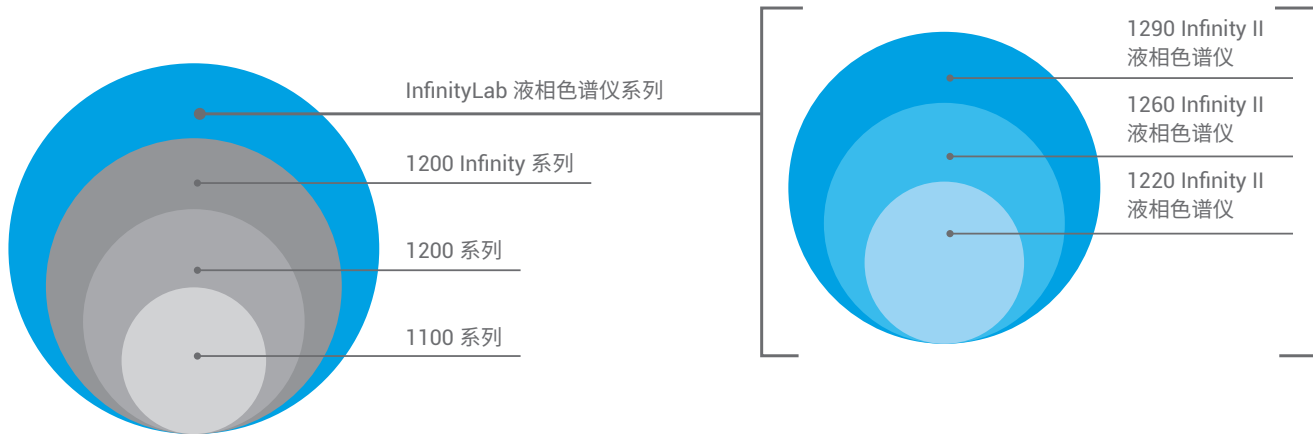 InfinityLab 液相色谱仪系列
1200 Infinity 系列
1200 系列
1100 系列
1290 Infinity II
液相色谱仪
1260 Infinity II
液相色谱仪
1220 Infinity II
液相色谱仪